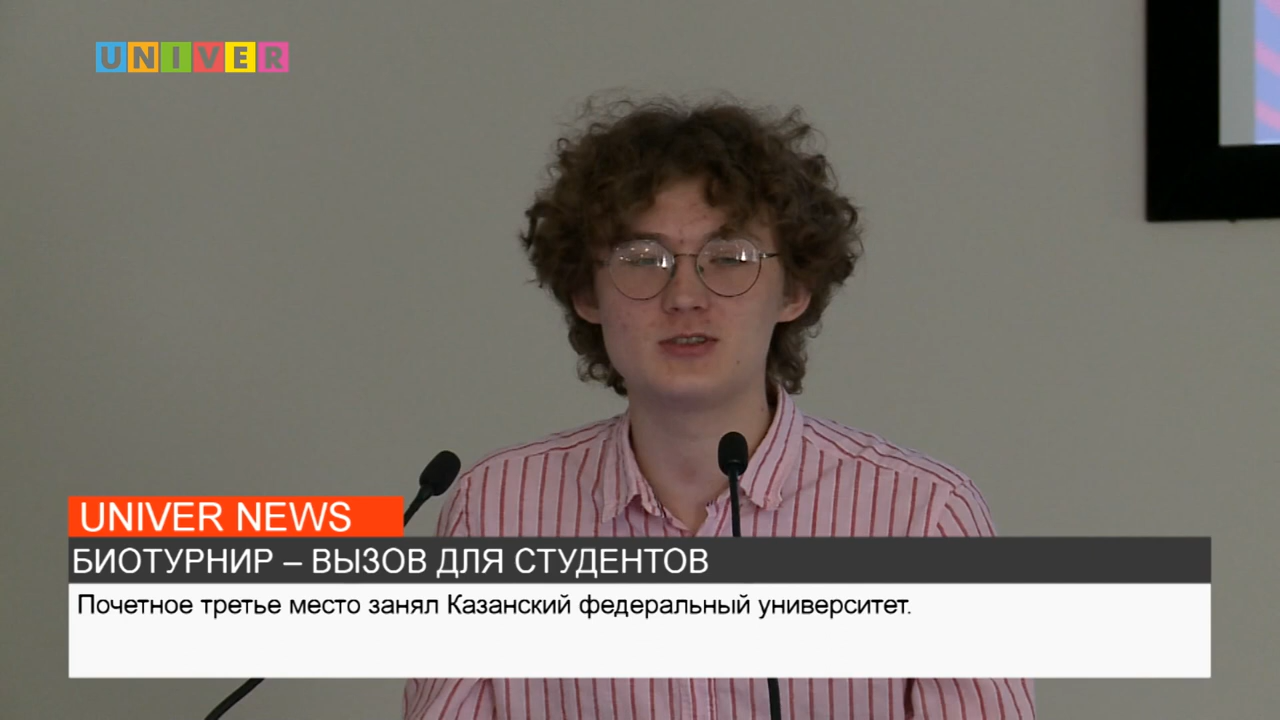 UNIVER
UNIVER NEWS
БИОТУРНИР – ВЫЗОВ ДЛЯ СТУДЕНТОВ
Почетное третье место занял Казанский федеральный университет.